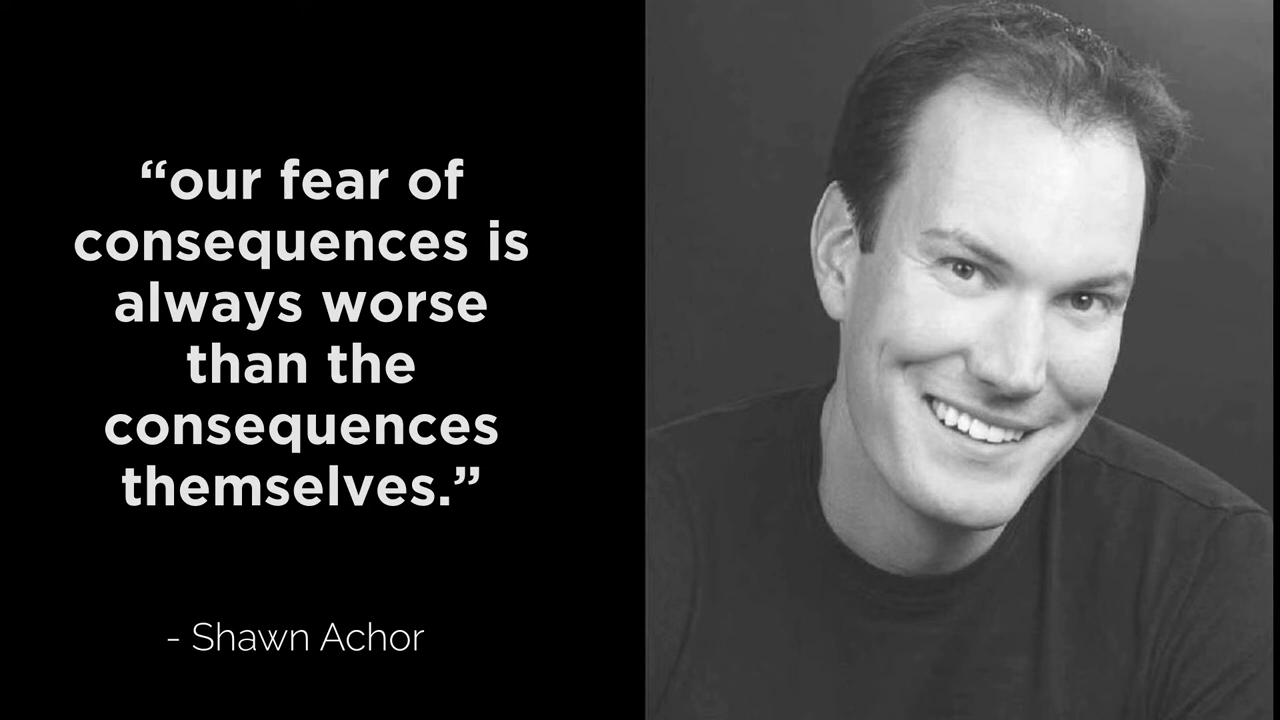 “our fear of
consequences is
always worse
than the
consequences
themselves.”
- Shawn Achor